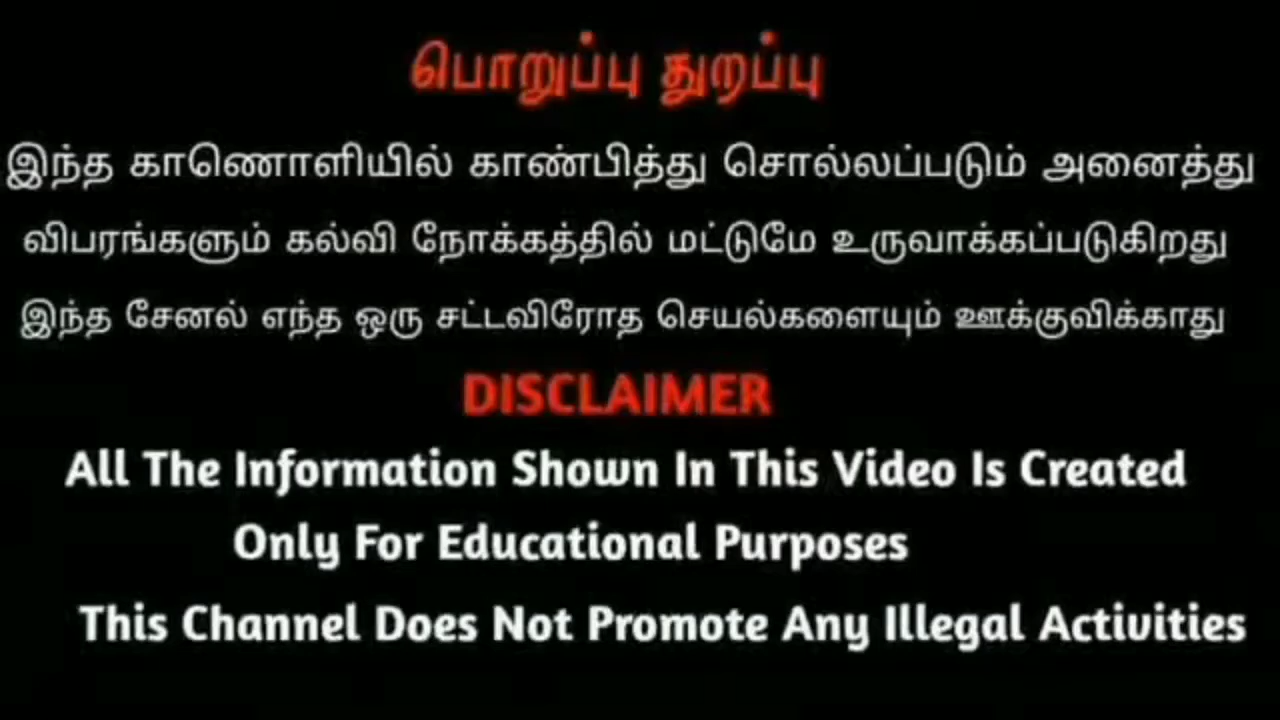 பொறுப்பு துறப்பு
இந்த காணொளியில் காண்பித்து சொல்லப்படும் அனைத்து
விபரங்களும் கல்வி நோக்கத்தில் மட்டுமே உருவாக்கப்படுகிறது
இந்த சேனல் எந்த ஒரு சட்டவிரோத செயல்களையும் ஊக்குவிக்காது
DISCLAIMER
All The Information Shown In This Video Is Created
Only For Educational Purposes
This Channel Does Not Promote Any Illegal Activities